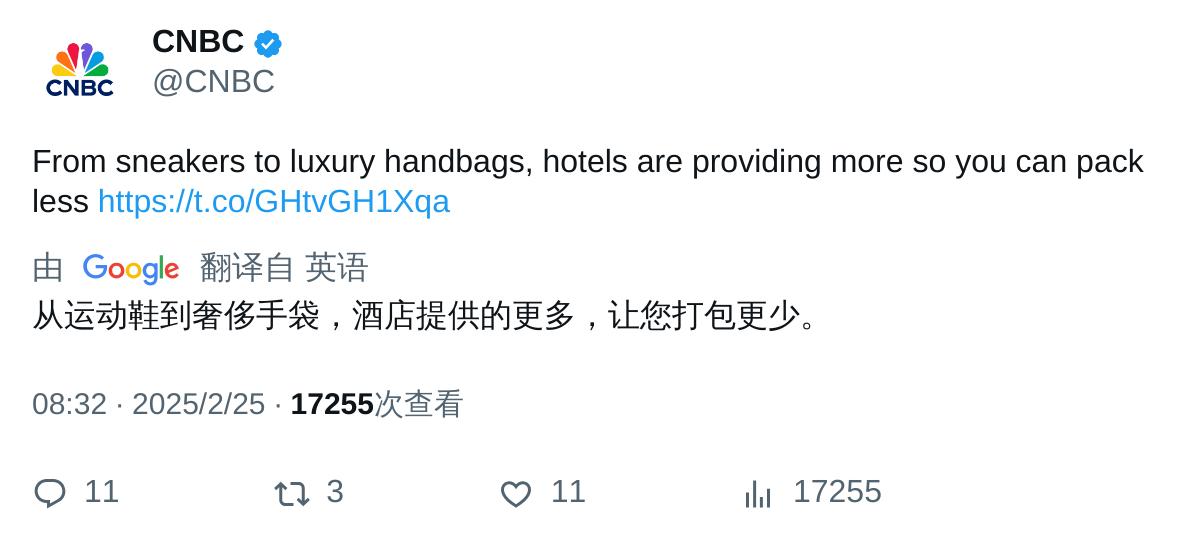 CNBC
CNBC
@CNBC
From sneakers to luxury handbags, hotels are providing more so you can pack
less https://t.co/GHtvGH1Xqa
由 Google 翻译自 英语
从运动鞋到奢侈手袋，酒店提供的更多，让您打包更少。
08:32 · 2025/2/25 · 17255次查看
11 3 11 17255